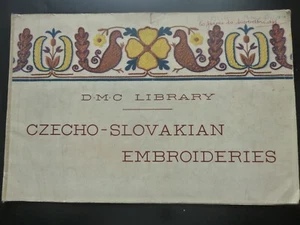 D·M·C LIBRARY
CZECHO-SLOVAKIAN
EMBROIDERIES